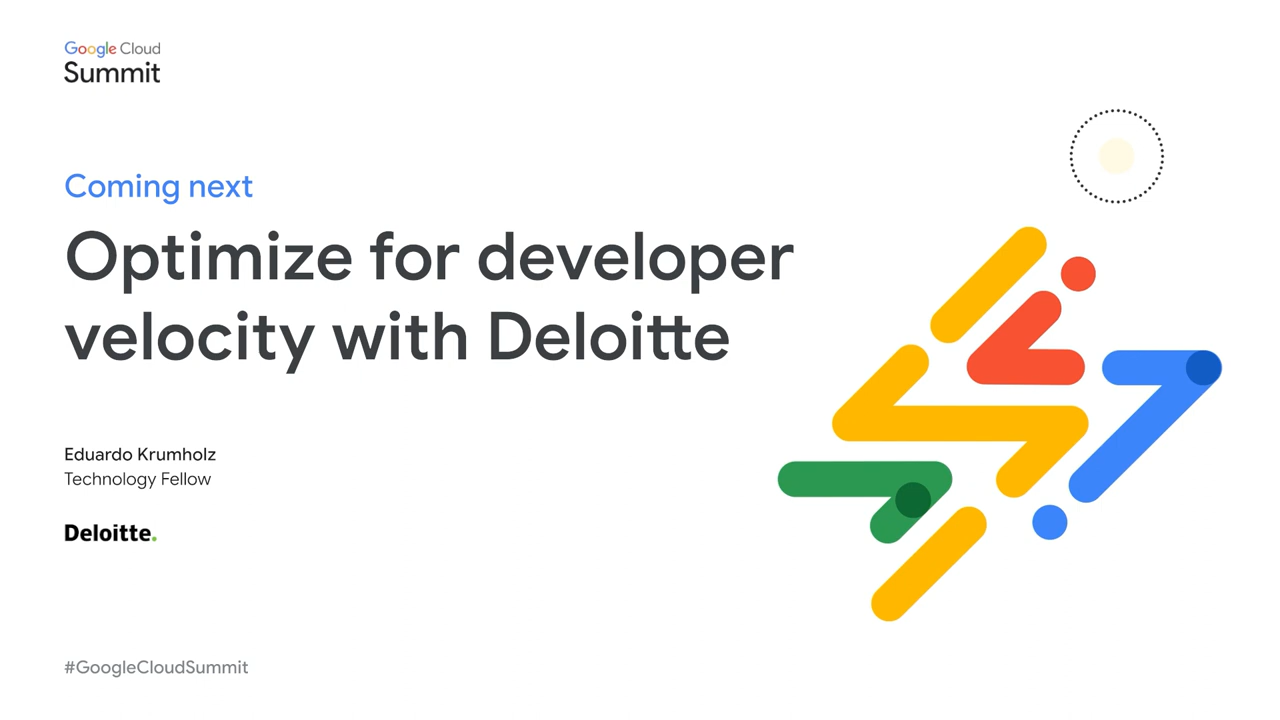 Google Cloud
Summit
Coming next
Optimize for developer
velocity with Deloitte
Eduardo Krumholz
Technology Fellow
Deloitte.
#GoogleCloudSummit